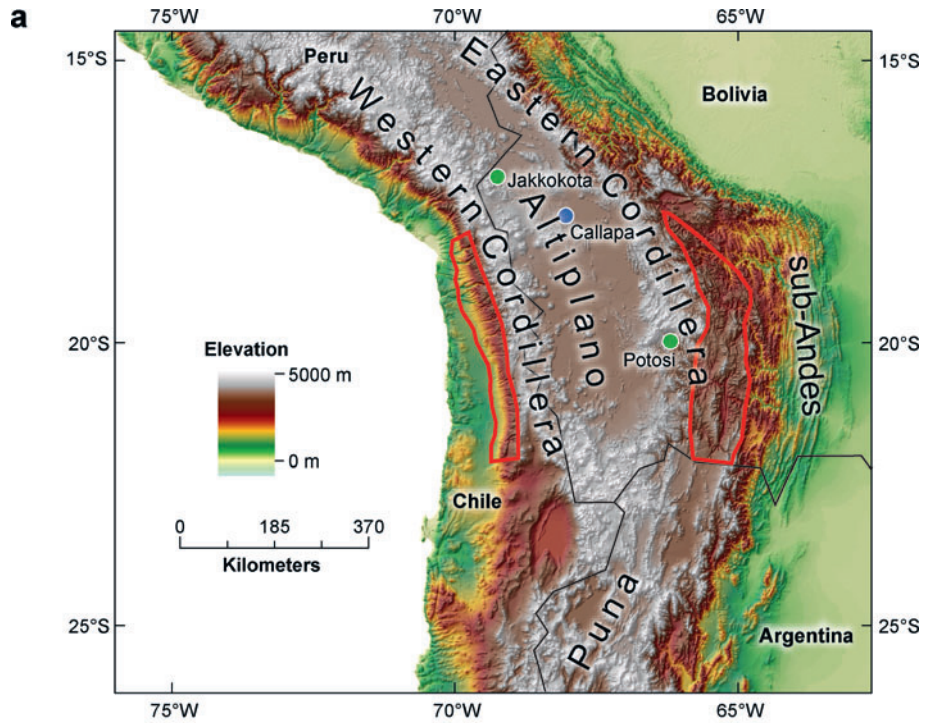 a
75°W 70°W 65°W
15°S 15°S
Peru
Eastern Cordillera
Bolivia
Western Cordillera
Jakkokota
Altiplano
Callapa
sub-Andes
20°S 20°S
Elevation
5000 m
0 m
Potosi
Chile
0 185 370
Kilometers
Puna
25°S 25°S
Argentina
75°W 70°W 65°W